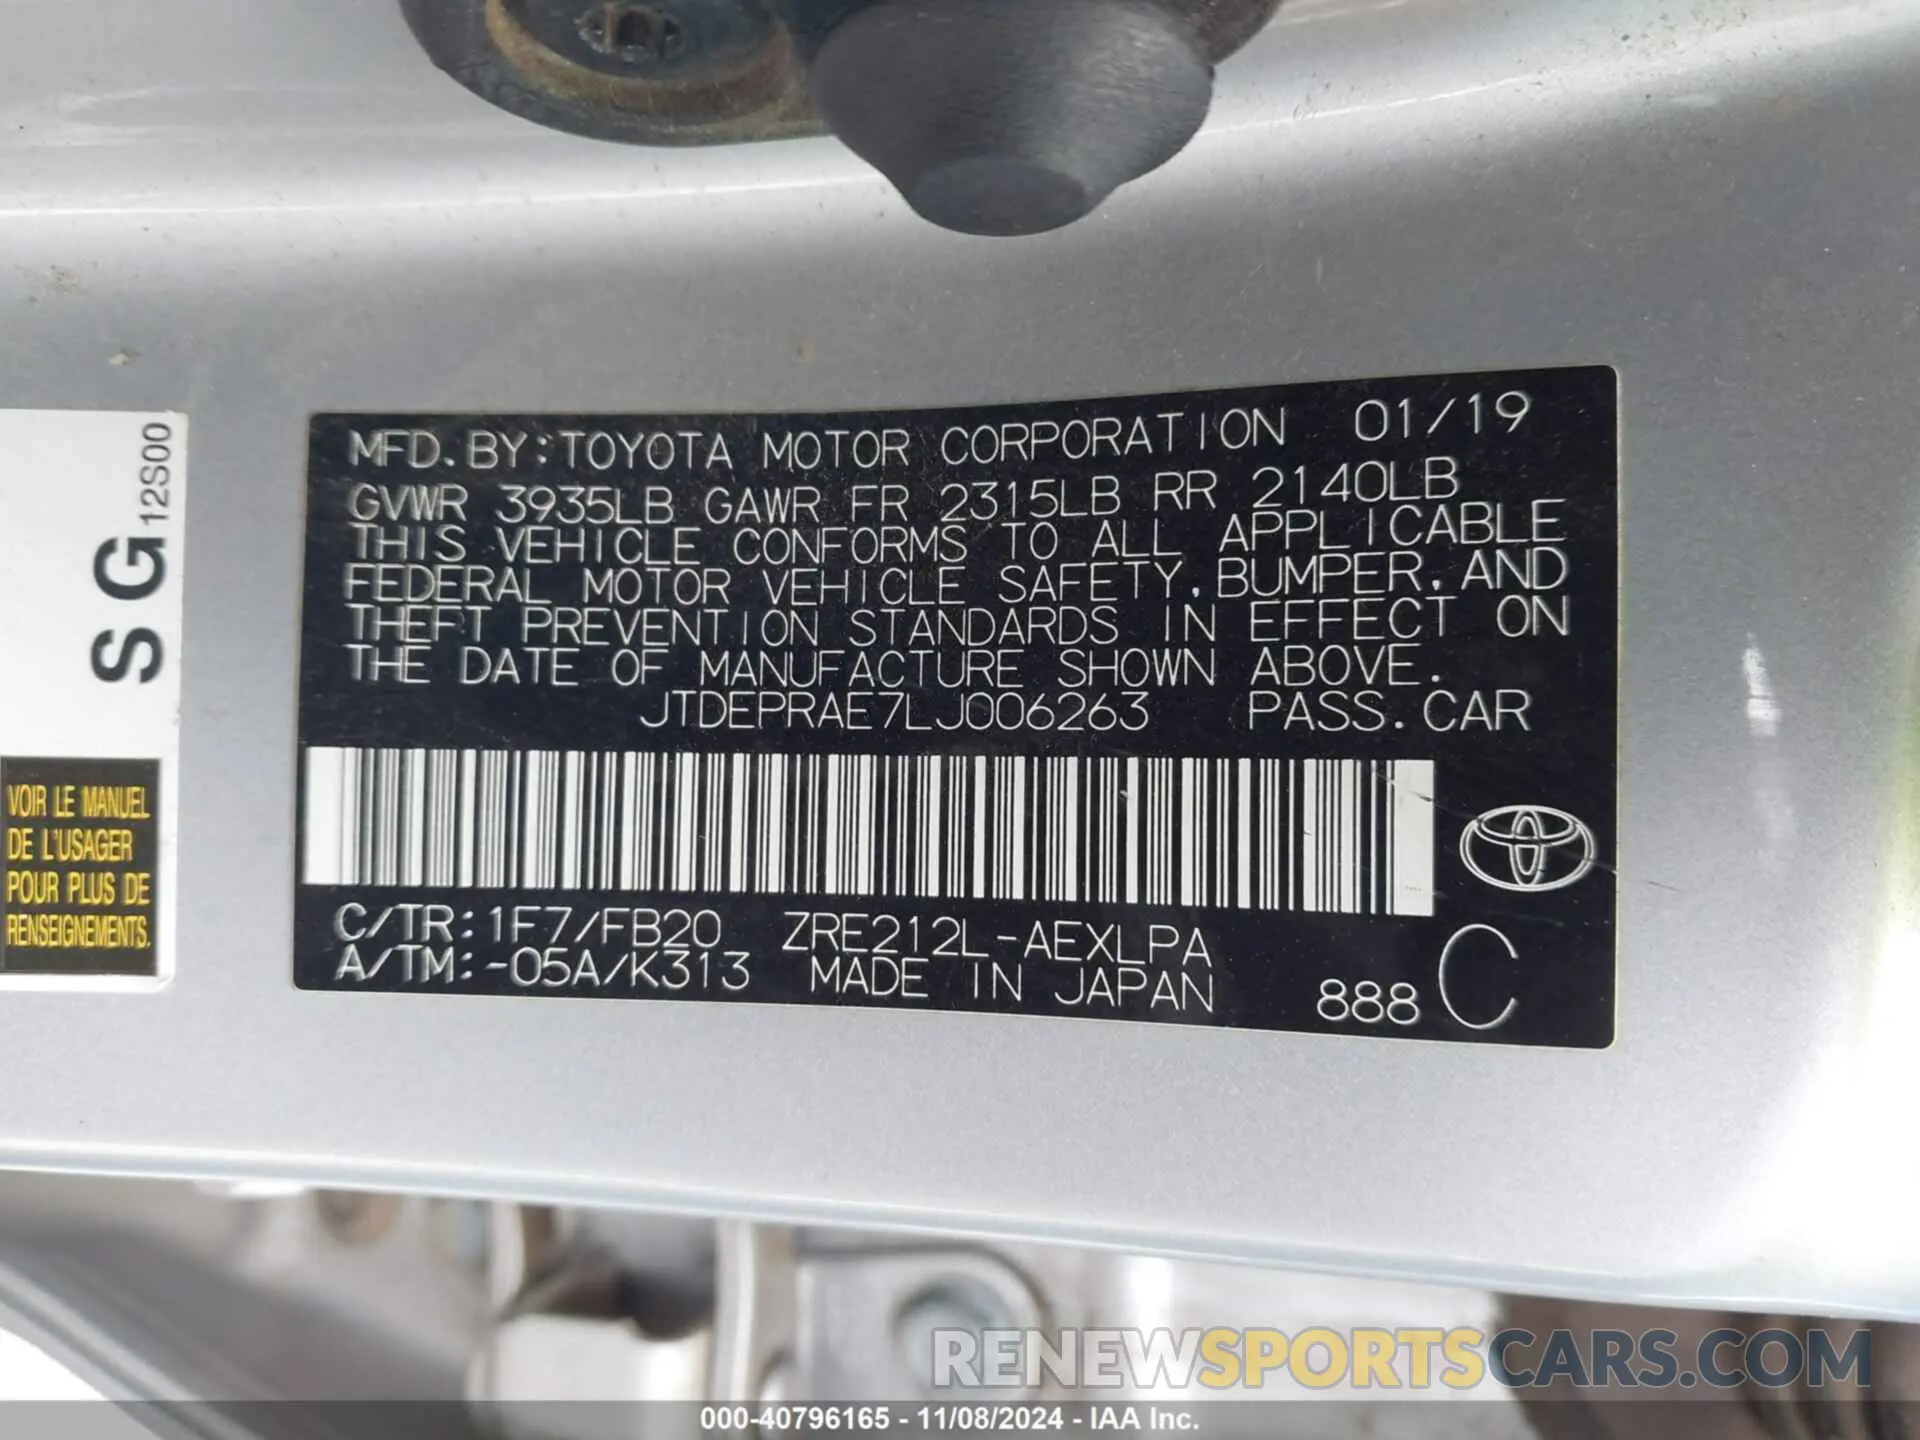 MFD. BY: TOYOTA MOTOR CORPORATION 01/19
GVWR 3935LB GAWR FR 2315LB RR 2140LB
THIS VEHICLE CONFORMS TO ALL APPLICABLE
FEDERAL MOTOR VEHICLE SAFETY, BUMPER, AND
THEFT PREVENTION STANDARDS IN EFFECT ON
THE DATE OF MANUFACTURE SHOWN ABOVE.
JTDEPRAE7LJ006263 PASS. CAR
C/TR: 1F7/FB20 ZRE212L-AEXLPA
A/TM: -05A/K313 MADE IN JAPAN 888 C
S G 12S00
VOIR LE MANUEL
DE L'USAGER
POUR PLUS DE
RENSEIGNEMENTS.
RENEWSPORTSCARS.COM
000-40796165 - 11/08/2024 - IAA Inc.